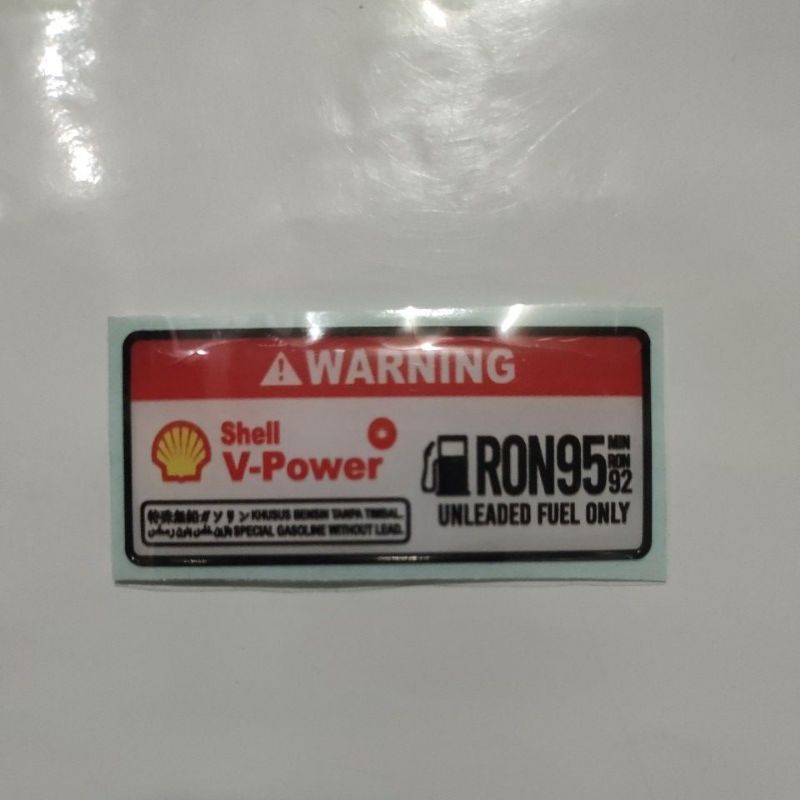 WARNING
Shell
V-Power
特殊無鉛ガソリン KHUSUS BENSIN TANPA TIMBAL.
SPECIAL GASOLINE WITHOUT LEAD.
RON95 MIN RON 92
UNLEADED FUEL ONLY